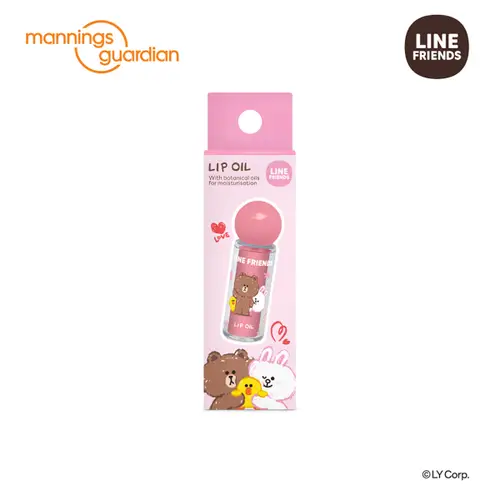 mannings
guardian
LINE
FRIENDS
LIP OIL
With botanical oils
for moisturisation
LINE
FRIENDS
LOVE
INE FRIENDS
LIP OIL
©LY Corp.